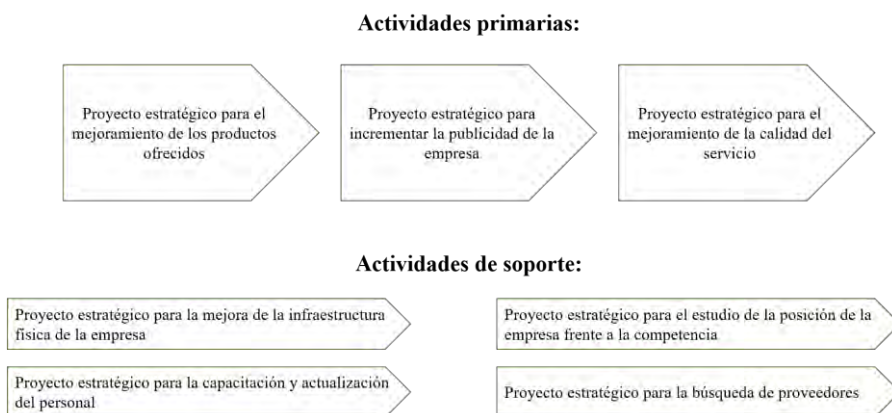 Actividades primarias:
Proyecto estratégico para el
mejoramiento de los productos
ofrecidos
Proyecto estratégico para
incrementar la publicidad de la
empresa
Proyecto estratégico para el
mejoramiento de la calidad del
servicio
Actividades de soporte:
Proyecto estratégico para la mejora de la infraestructura
física de la empresa
Proyecto estratégico para el estudio de la posición de la
empresa frente a la competencia
Proyecto estratégico para la capacitación y actualización
del personal
Proyecto estratégico para la búsqueda de proveedores